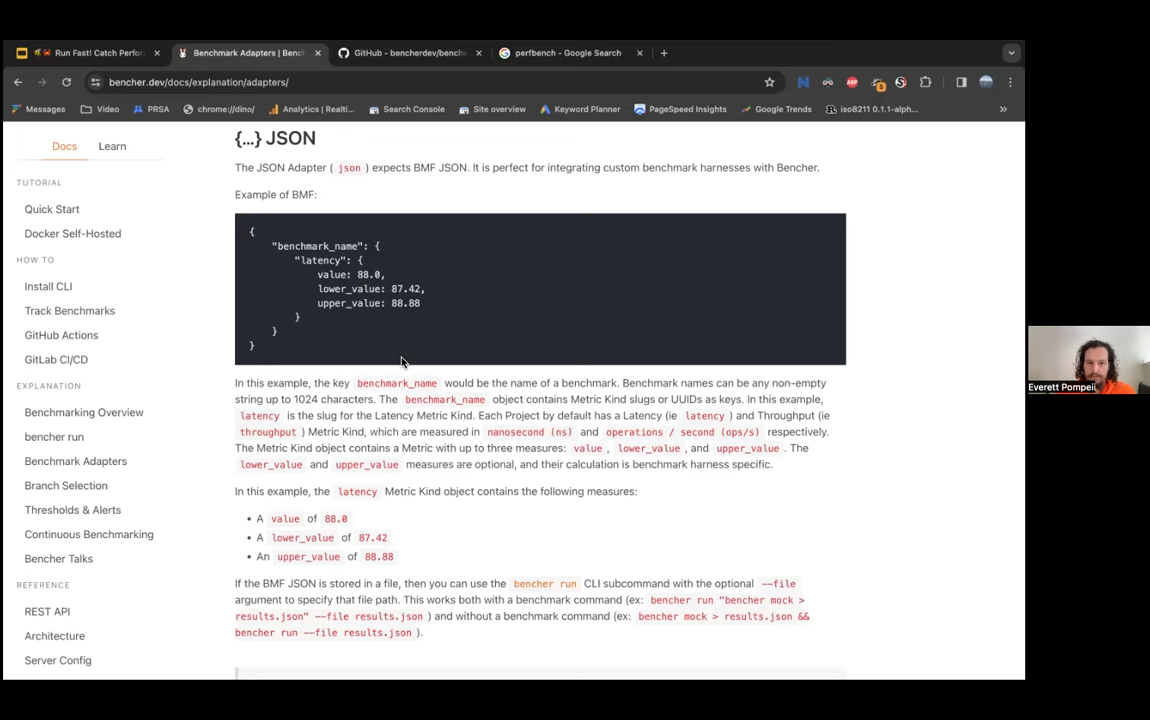 Run Fast! Catch Perfor
Benchmark Adapters | Benc
GitHub - bencherdev/benche
perfbench - Google Search
bencher.dev/docs/explanation/adapters/
Messages
Video
PRSA
chrome://dino/
Analytics | Realti...
Search Console
Site overview
Keyword Planner
PageSpeed Insights
Google Trends
iso8211 0.1.1-alph...
Docs
Learn
TUTORIAL
Quick Start
Docker Self-Hosted
HOW TO
Install CLI
Track Benchmarks
GitHub Actions
GitLab CI/CD
EXPLANATION
Benchmarking Overview
bencher run
Benchmark Adapters
Branch Selection
Thresholds & Alerts
Continuous Benchmarking
Bencher Talks
REFERENCE
REST API
Architecture
Server Config
{...} JSON
The JSON Adapter ( json ) expects BMF JSON. It is perfect for integrating custom benchmark harnesses with Bencher.
Example of BMF:
{
"benchmark_name": {
"latency": {
value: 88.0,
lower_value: 87.42,
upper_value: 88.88
}
}
}
In this example, the key benchmark_name would be the name of a benchmark. Benchmark names can be any non-empty
string up to 1024 characters. The benchmark_name object contains Metric Kind slugs or UUIDs as keys. In this example,
latency is the slug for the Latency Metric Kind. Each Project by default has a Latency (ie latency ) and Throughput (ie
throughput ) Metric Kind, which are measured in nanosecond (ns) and operations / second (ops/s) respectively.
The Metric Kind object contains a Metric with up to three measures: value , lower_value , and upper_value . The
lower_value and upper_value measures are optional, and their calculation is benchmark harness specific.
In this example, the latency Metric Kind object contains the following measures:
• A value of 88.0
• A lower_value of 87.42
• An upper_value of 88.88
If the BMF JSON is stored in a file, then you can use the bencher run CLI subcommand with the optional --file
argument to specify that file path. This works both with a benchmark command (ex: bencher run "bencher mock >
results.json" --file results.json ) and without a benchmark command (ex: bencher mock > results.json &&
bencher run --file results.json ).
Everett Pompeii